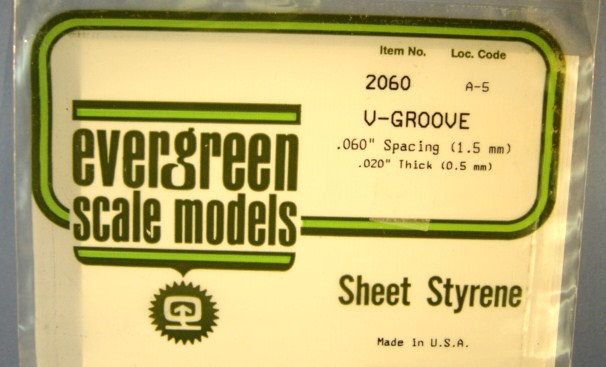 Item No. Loc. Code
2060 A-5
V-GROOVE
.060" Spacing (1.5 mm)
.020" Thick (0.5 mm)
evergreen
scale models
Sheet Styrene
Made in U.S.A.